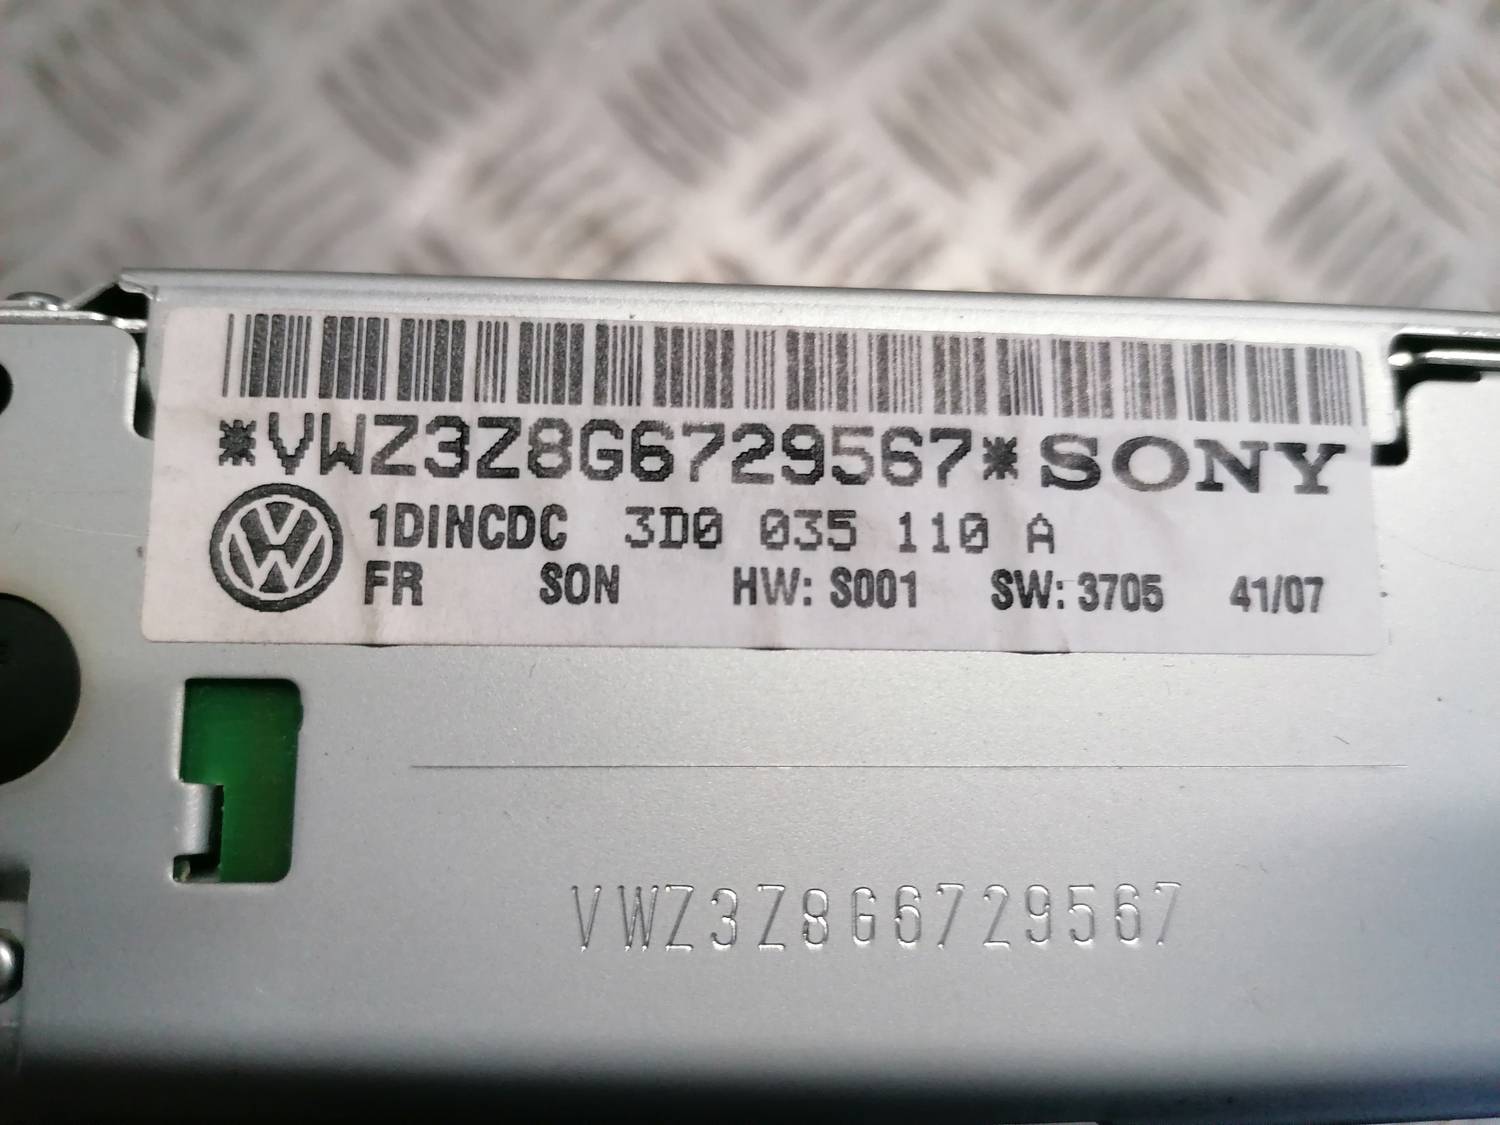 *VWZ3Z8G6729567* SONY
1DINCDC 3D0 035 110 A
FR SON HW: S001 SW: 3705 41/07
VWZ3Z8G6729567